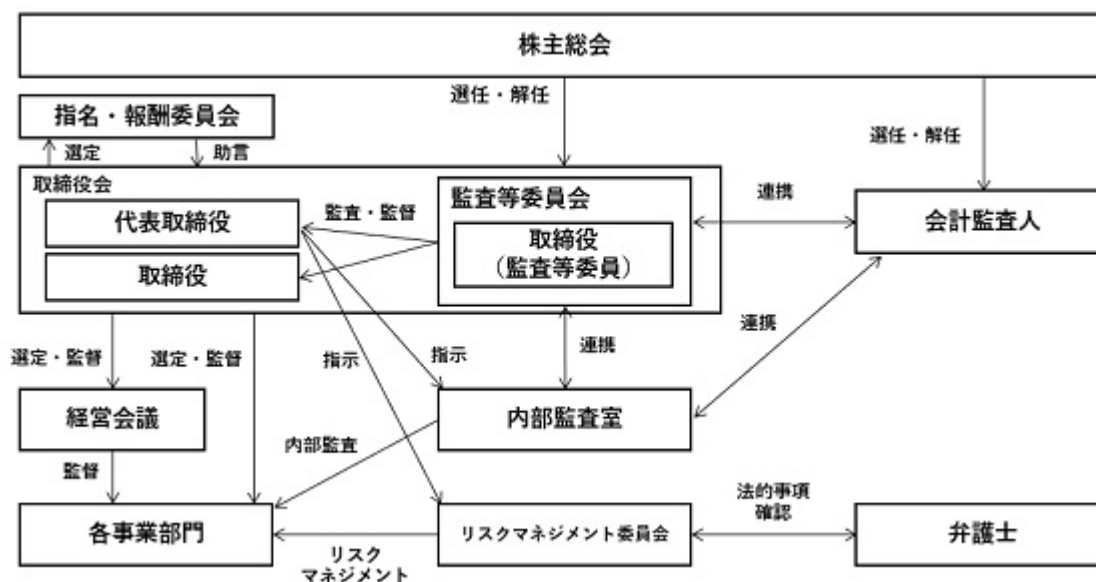 株主総会
選任・解任
指名・報酬委員会
選任・解任
選定
助言
取締役会
監査等委員会
代表取締役
監査・監督
連携
会計監査人
取締役
(監査等委員)
取締役
選定・監督
選定・監督
指示
指示
連携
連携
経営会議
内部監査室
監督
内部監査
法的事項
確認
各事業部門
リスクマネジメント委員会
弁護士
リスク
マネジメント